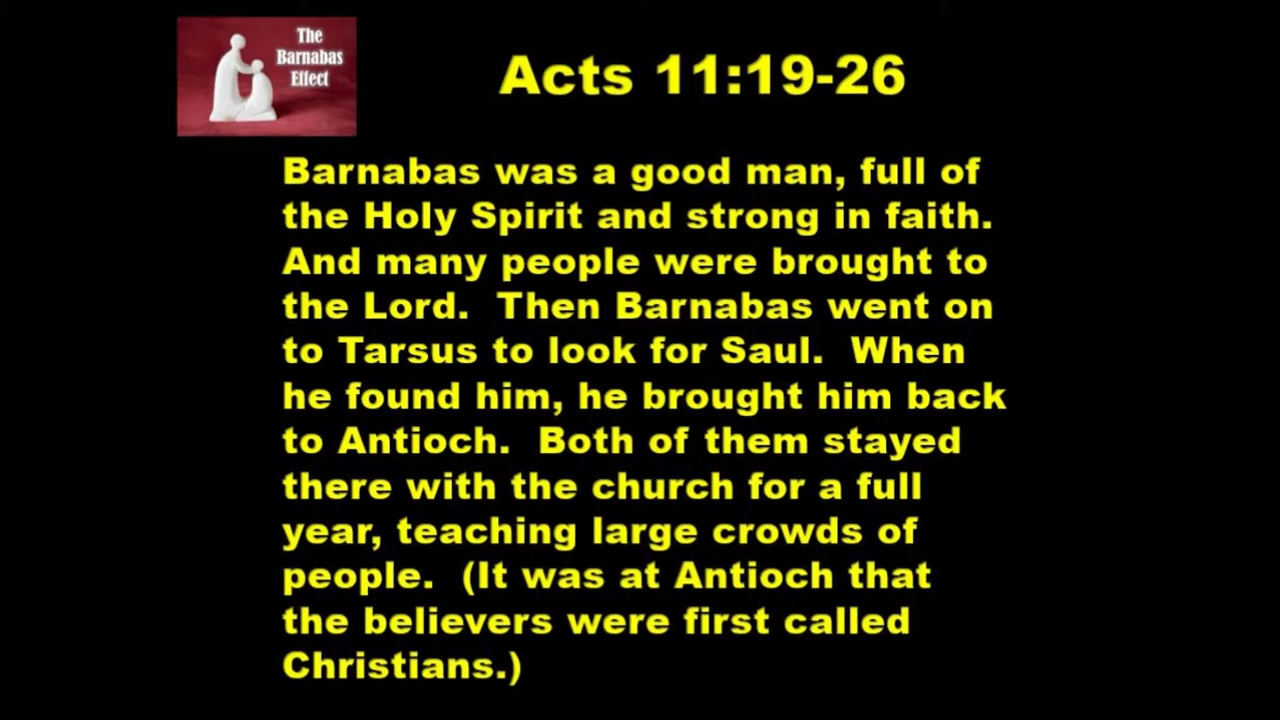 The
Barnabas
Effect
Acts 11:19-26
Barnabas was a good man, full of
the Holy Spirit and strong in faith.
And many people were brought to
the Lord.  Then Barnabas went on
to Tarsus to look for Saul.  When
he found him, he brought him back
to Antioch.  Both of them stayed
there with the church for a full
year, teaching large crowds of
people.  (It was at Antioch that
the believers were first called
Christians.)